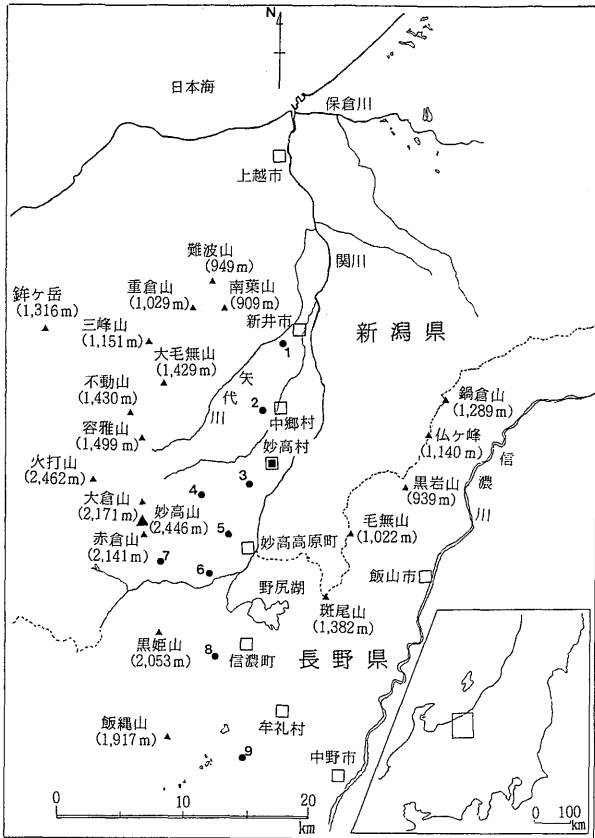 N
日本海
保倉川
上越市
難波山
(949m)
関川
重倉山
(1,029m)
南葉山
(909m)
鉾ヶ岳
(1,316m)
三峰山
(1,151m)
新井市
新潟県
1
大毛無山
(1,429m)
矢代川
不動山
(1,430m)
2
中郷村
鍋倉山
(1,289m)
容雅山
(1,499m)
妙高村
仏ヶ峰
(1,140m)
信濃川
火打山
(2,462m)
3
4
黒岩山
(939m)
大倉山
(2,171m)
妙高山
(2,446m)
5
毛無山
(1,022m)
赤倉山
(2,141m)
7
妙高高原町
6
飯山市
野尻湖
斑尾山
(1,382m)
黒姫山
(2,053m)
8
信濃町
長野県
飯縄山
(1,917m)
牟礼村
9
中野市
0
10
20
km
0
100
km